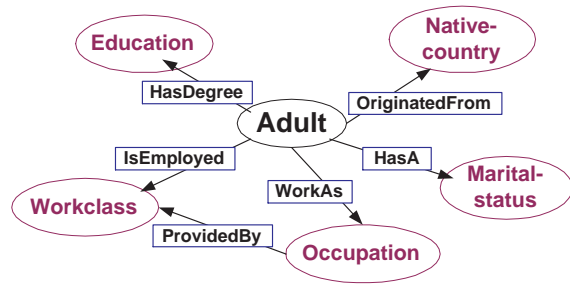 Education
Native-
country
HasDegree
OriginatedFrom
Adult
IsEmployed
HasA
WorkAs
Marital-
status
Workclass
ProvidedBy
Occupation